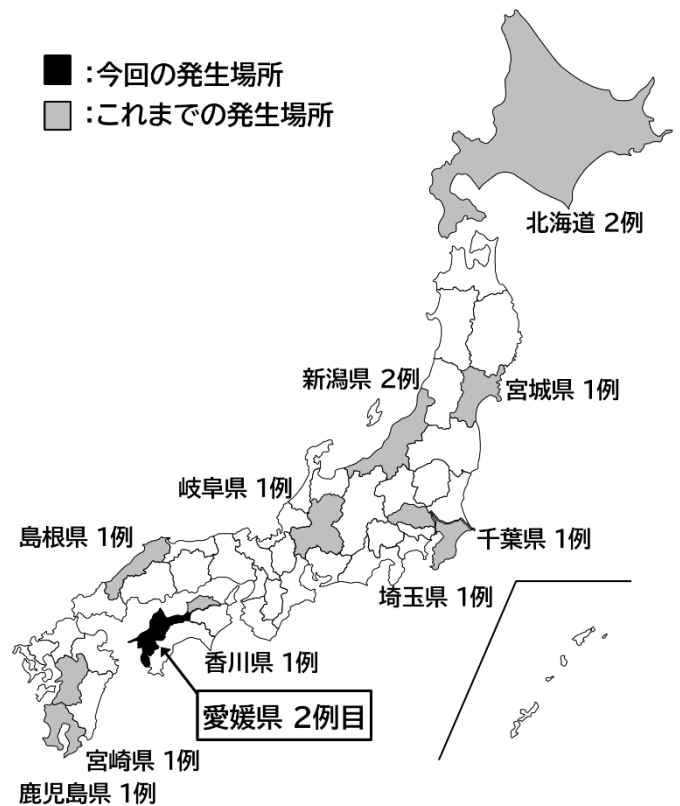 ：今回の発生場所
：これまでの発生場所
北海道 2例
新潟県 2例
宮城県 1例
岐阜県 1例
島根県 1例
千葉県 1例
埼玉県 1例
香川県 1例
愛媛県 2例目
宮崎県 1例
鹿児島県 1例